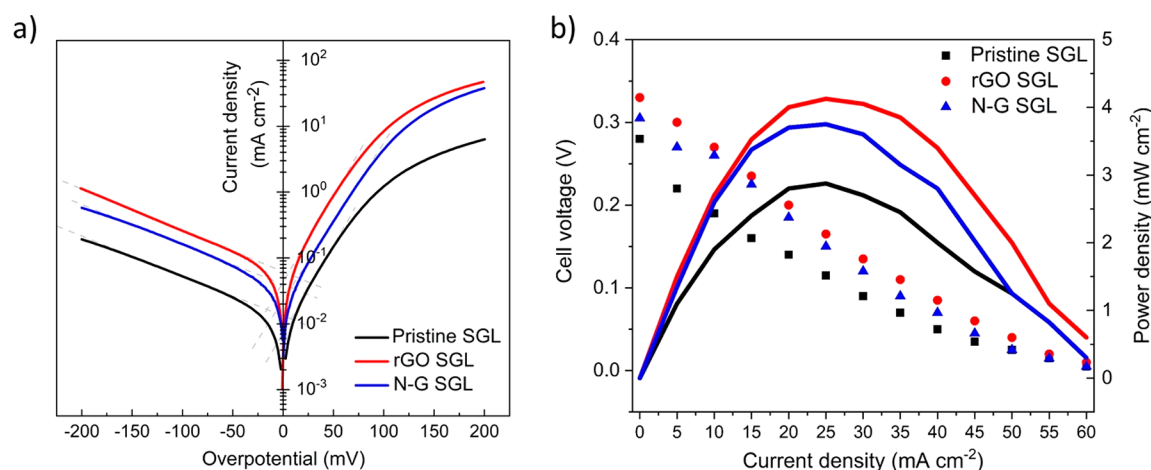 a)
Current density
(mA cm-2)
10²
10¹
10⁰
10⁻¹
10⁻²
10⁻³
Pristine SGL
rGO SGL
N-G SGL
-200 -150 -100 -50 0 50 100 150 200
Overpotential (mV)
b)
Cell voltage (V)
0.4
0.3
0.2
0.1
0.0
Pristine SGL
rGO SGL
N-G SGL
5
4
3
2
1
0
Power density (mW cm-2)
0 5 10 15 20 25 30 35 40 45 50 55 60
Current density (mA cm-2)